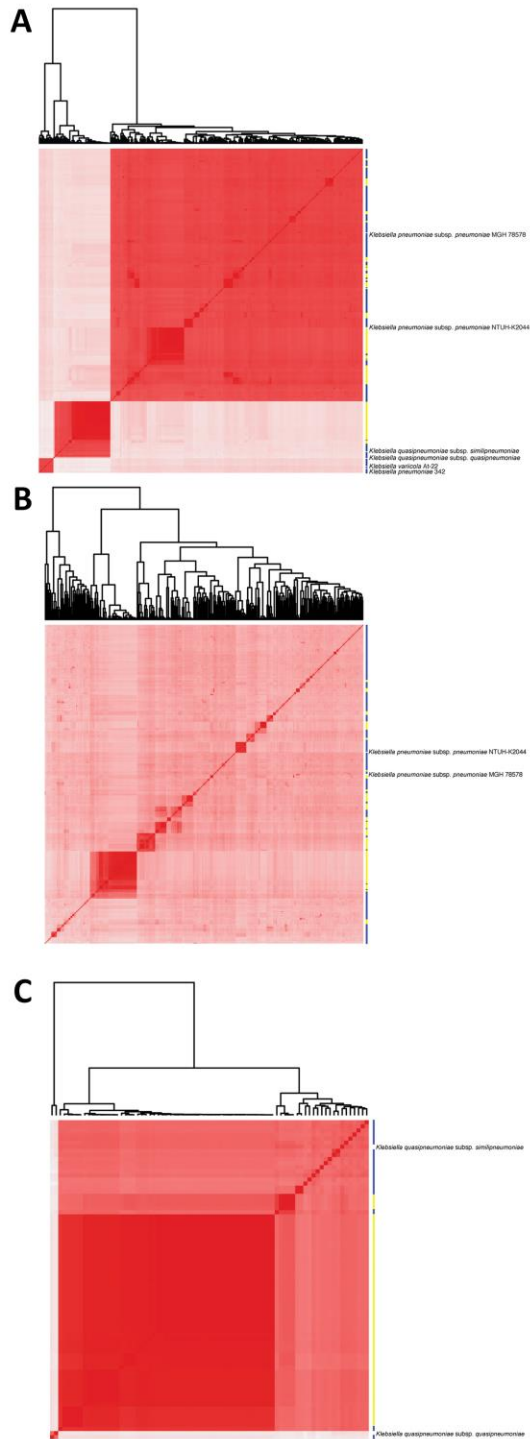 A
Klebsiella pneumoniae subsp. pneumoniae MGH 78578
Klebsiella pneumoniae subsp. pneumoniae NTUH-K2044
Klebsiella quasipneumoniae subsp. similipneumoniae
Klebsiella quasipneumoniae subsp. quasipneumoniae
Klebsiella varicola At-22
Klebsiella pneumoniae 342
B
Klebsiella pneumoniae subsp. pneumoniae NTUH-K2044
Klebsiella pneumoniae subsp. pneumoniae MGH 78578
C
Klebsiella quasipneumoniae subsp. similipneumoniae
Klebsiella quasipneumoniae subsp. quasipneumoniae